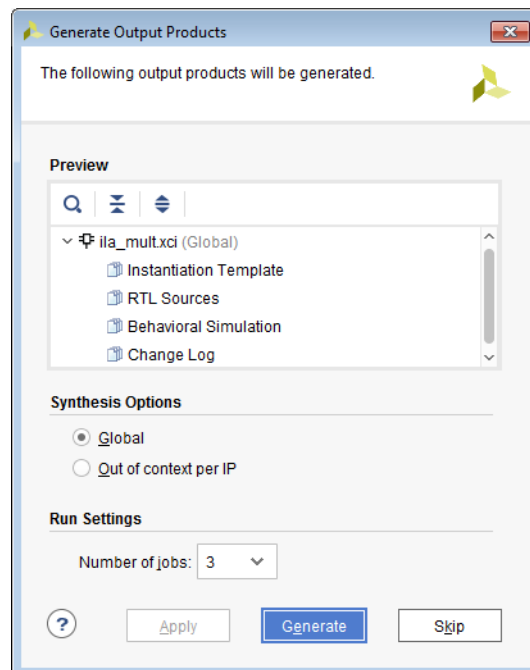 Generate Output Products
The following output products will be generated.
Preview
ila_mult.xci (Global)
Instantiation Template
RTL Sources
Behavioral Simulation
Change Log
Synthesis Options
Global
Out of context per IP
Run Settings
Number of jobs: 3
? Apply Generate Skip